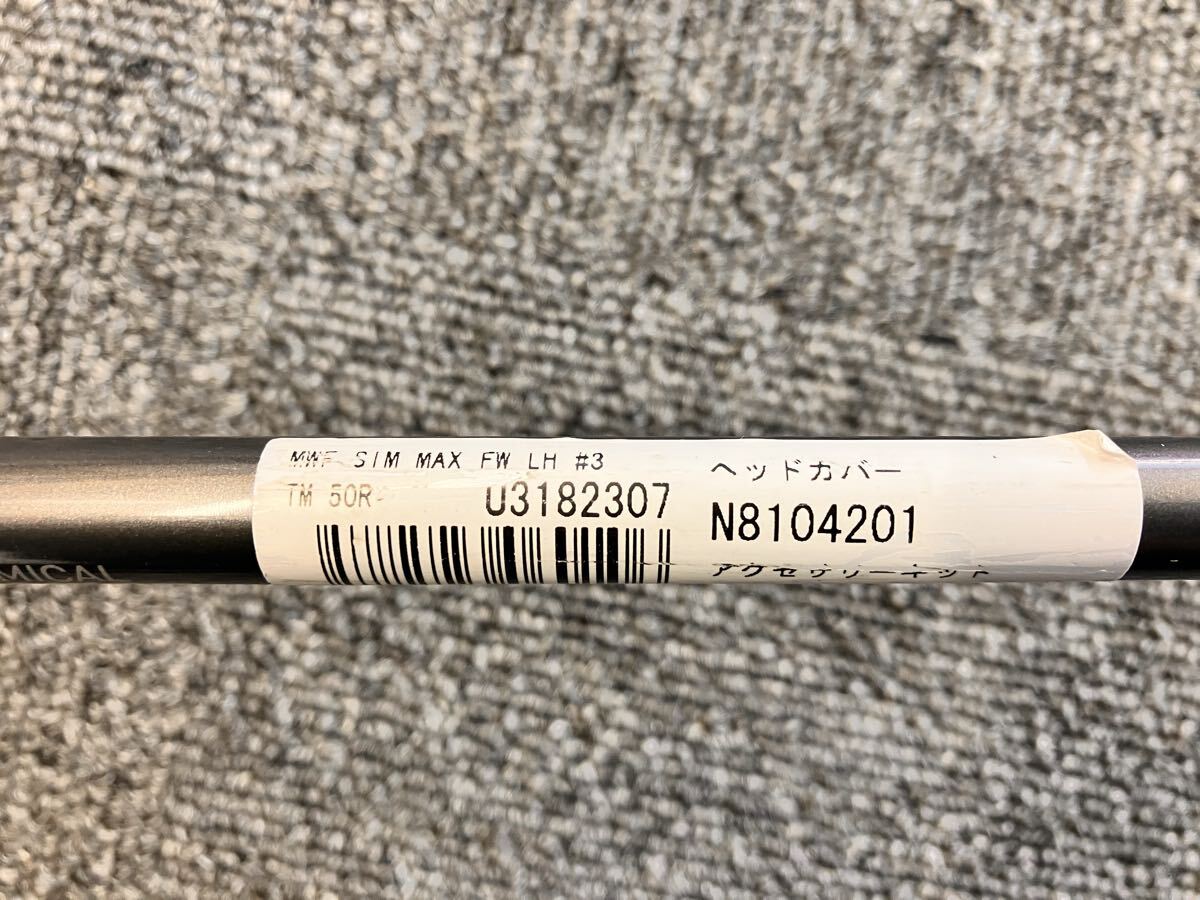 MWF SIM MAX FW LH #3
TM 50R
U3182307
ヘッドカバー
N8104201
アクセサリーキット
MICAL